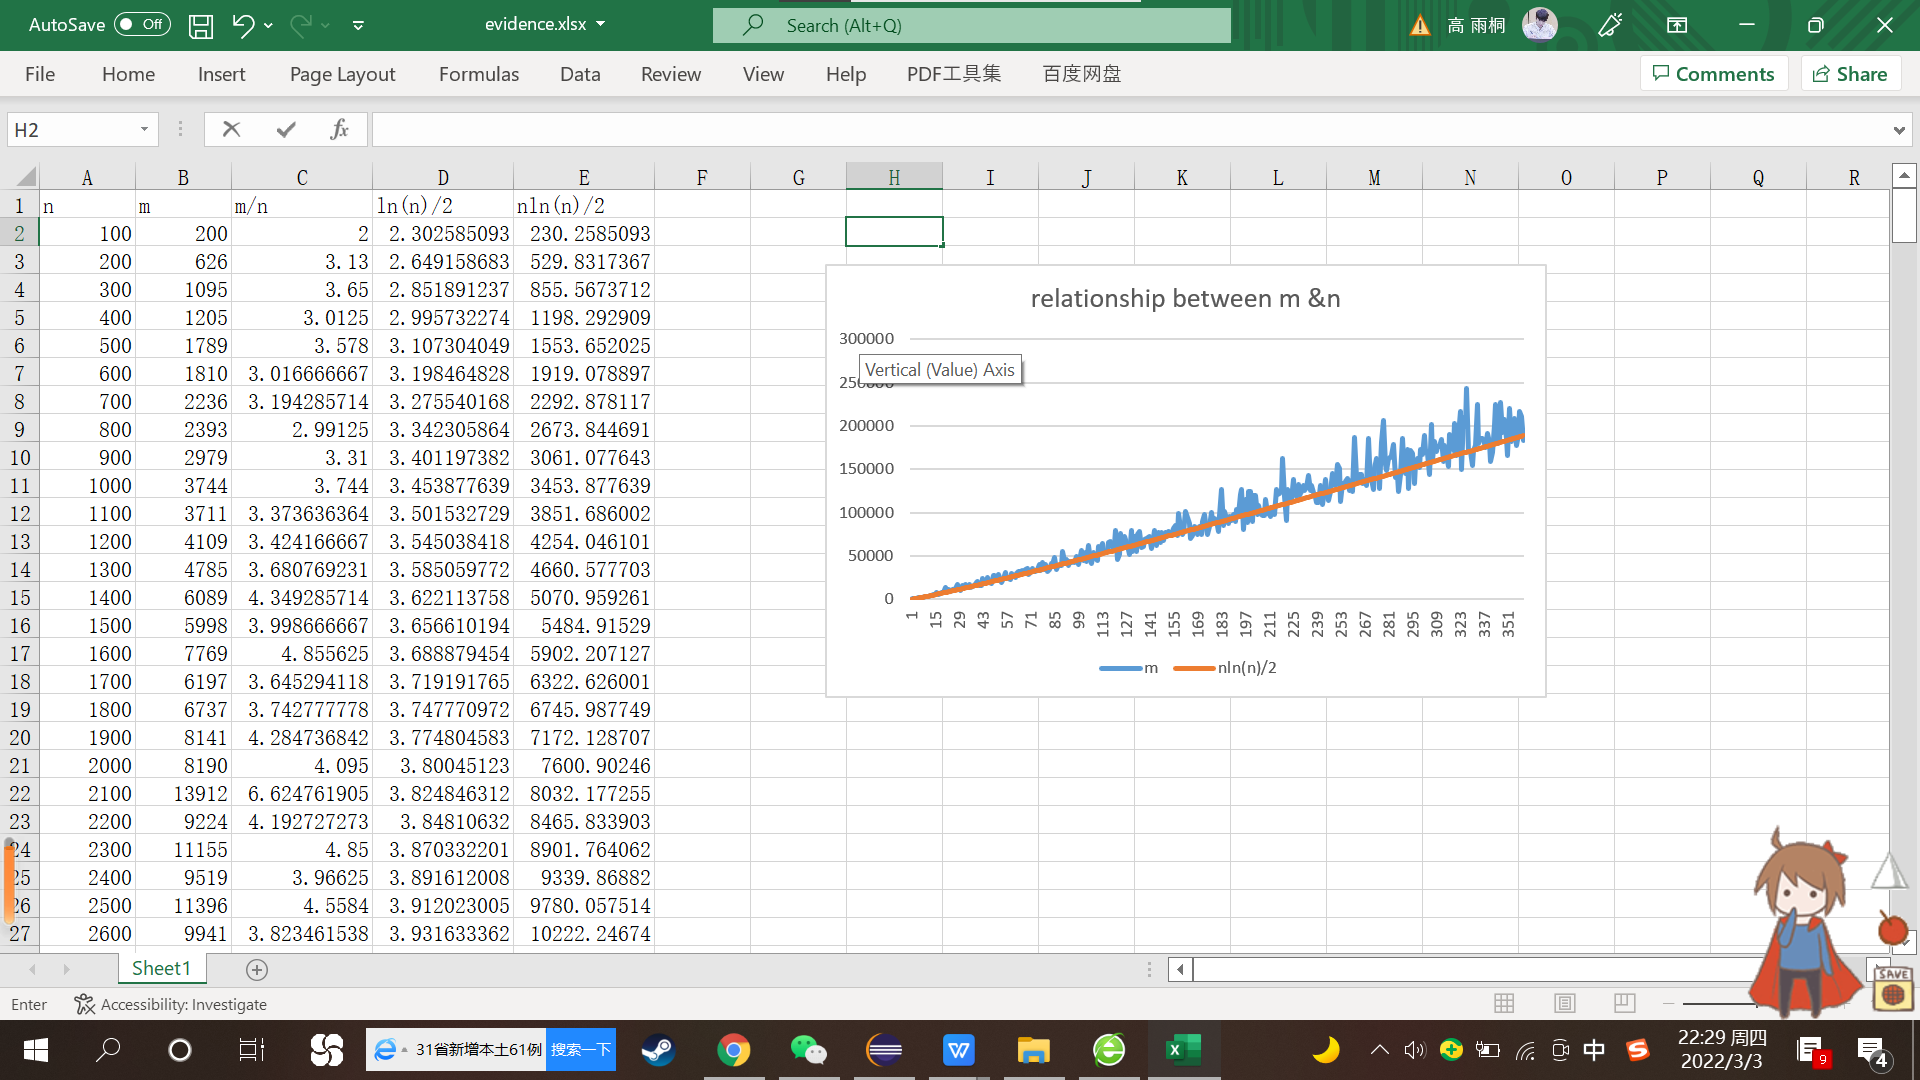 AutoSave Off evidence.xlsx Search (Alt+Q) 高 雨桐
File Home Insert Page Layout Formulas Data Review View Help PDF工具集 百度网盘 Comments Share
H2 fx
A B C D E F G H I J K L M N O P Q R
1 n m m/n ln(n)/2 nln(n)/2
2 100 200 2 2.302585093 230.2585093
3 200 626 3.13 2.649158683 529.8317367
4 300 1095 3.65 2.851891237 855.5673712
5 400 1205 3.0125 2.995732274 1198.292909
6 500 1789 3.578 3.107304049 1553.652025
7 600 1810 3.016666667 3.198464828 1919.078897
8 700 2236 3.194285714 3.275540168 2292.878117
9 800 2393 2.99125 3.342305864 2673.844691
10 900 2979 3.31 3.401197382 3061.077643
11 1000 3744 3.744 3.453877639 3453.877639
12 1100 3711 3.373636364 3.501532729 3851.686002
13 1200 4109 3.424166667 3.545038418 4254.046101
14 1300 4785 3.680769231 3.585059772 4660.577703
15 1400 6089 4.349285714 3.622113758 5070.959261
16 1500 5998 3.998666667 3.656610194 5484.91529
17 1600 7769 4.855625 3.688879454 5902.207127
18 1700 6197 3.645294118 3.719191765 6322.626001
19 1800 6737 3.742777778 3.747770972 6745.987749
20 1900 8141 4.284736842 3.774804583 7172.128707
21 2000 8190 4.095 3.80045123 7600.90246
22 2100 13912 6.624761905 3.824846312 8032.177255
23 2200 9224 4.192727273 3.84810632 8465.833903
24 2300 11155 4.85 3.870332201 8901.764062
25 2400 9519 3.96625 3.891612008 9339.86882
26 2500 11396 4.5584 3.912023005 9780.057514
27 2600 9941 3.823461538 3.931633362 10222.24674
relationship between m &n
300000
Vertical (Value) Axis
250000
200000
150000
100000
50000
0
1 15 29 43 57 71 85 99 113 127 141 155 169 183 197 211 225 239 253 267 281 295 309 323 337 351
m nln(n)/2
SAVE
Sheet1
Enter Accessibility: Investigate
31省新增本土61例 搜索一下
中
22:29 周四
2022/3/3
9
4